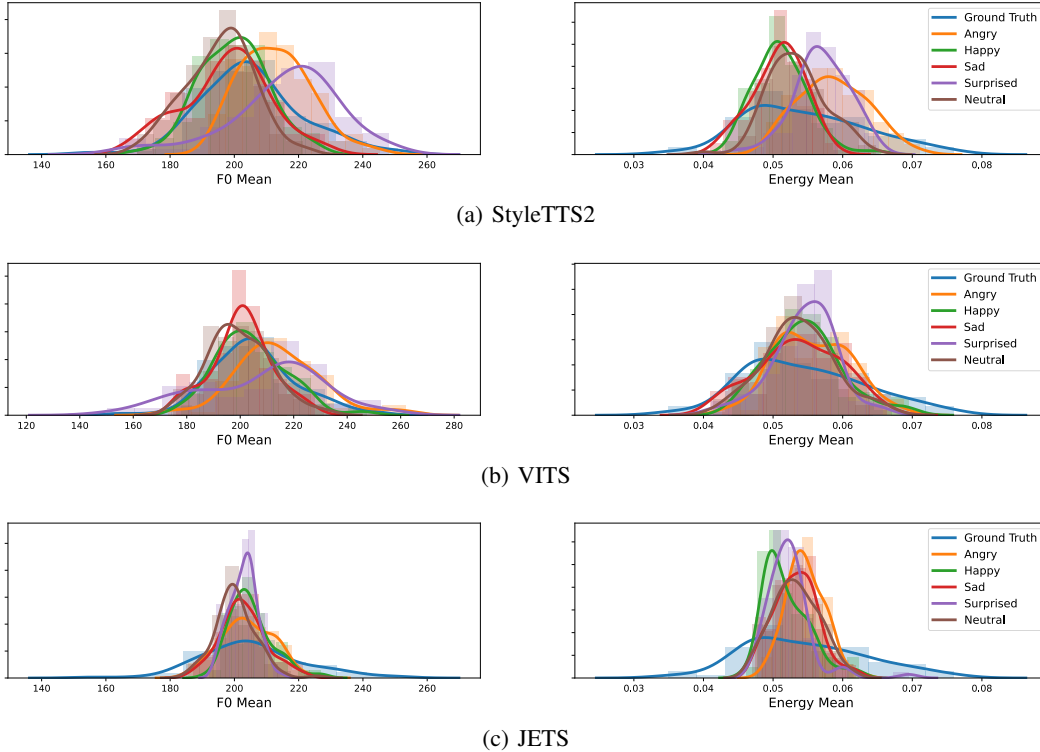 Ground Truth
Angry
Happy
Sad
Surprised
Neutral
140 160 180 200 220 240 260
F0 Mean
0.03 0.04 0.05 0.06 0.07 0.08
Energy Mean
(a) StyleTTS2
Ground Truth
Angry
Happy
Sad
Surprised
Neutral
120 140 160 180 200 220 240 260 280
F0 Mean
0.03 0.04 0.05 0.06 0.07 0.08
Energy Mean
(b) VITS
Ground Truth
Angry
Happy
Sad
Surprised
Neutral
140 160 180 200 220 240 260
F0 Mean
0.03 0.04 0.05 0.06 0.07 0.08
Energy Mean
(c) JETS